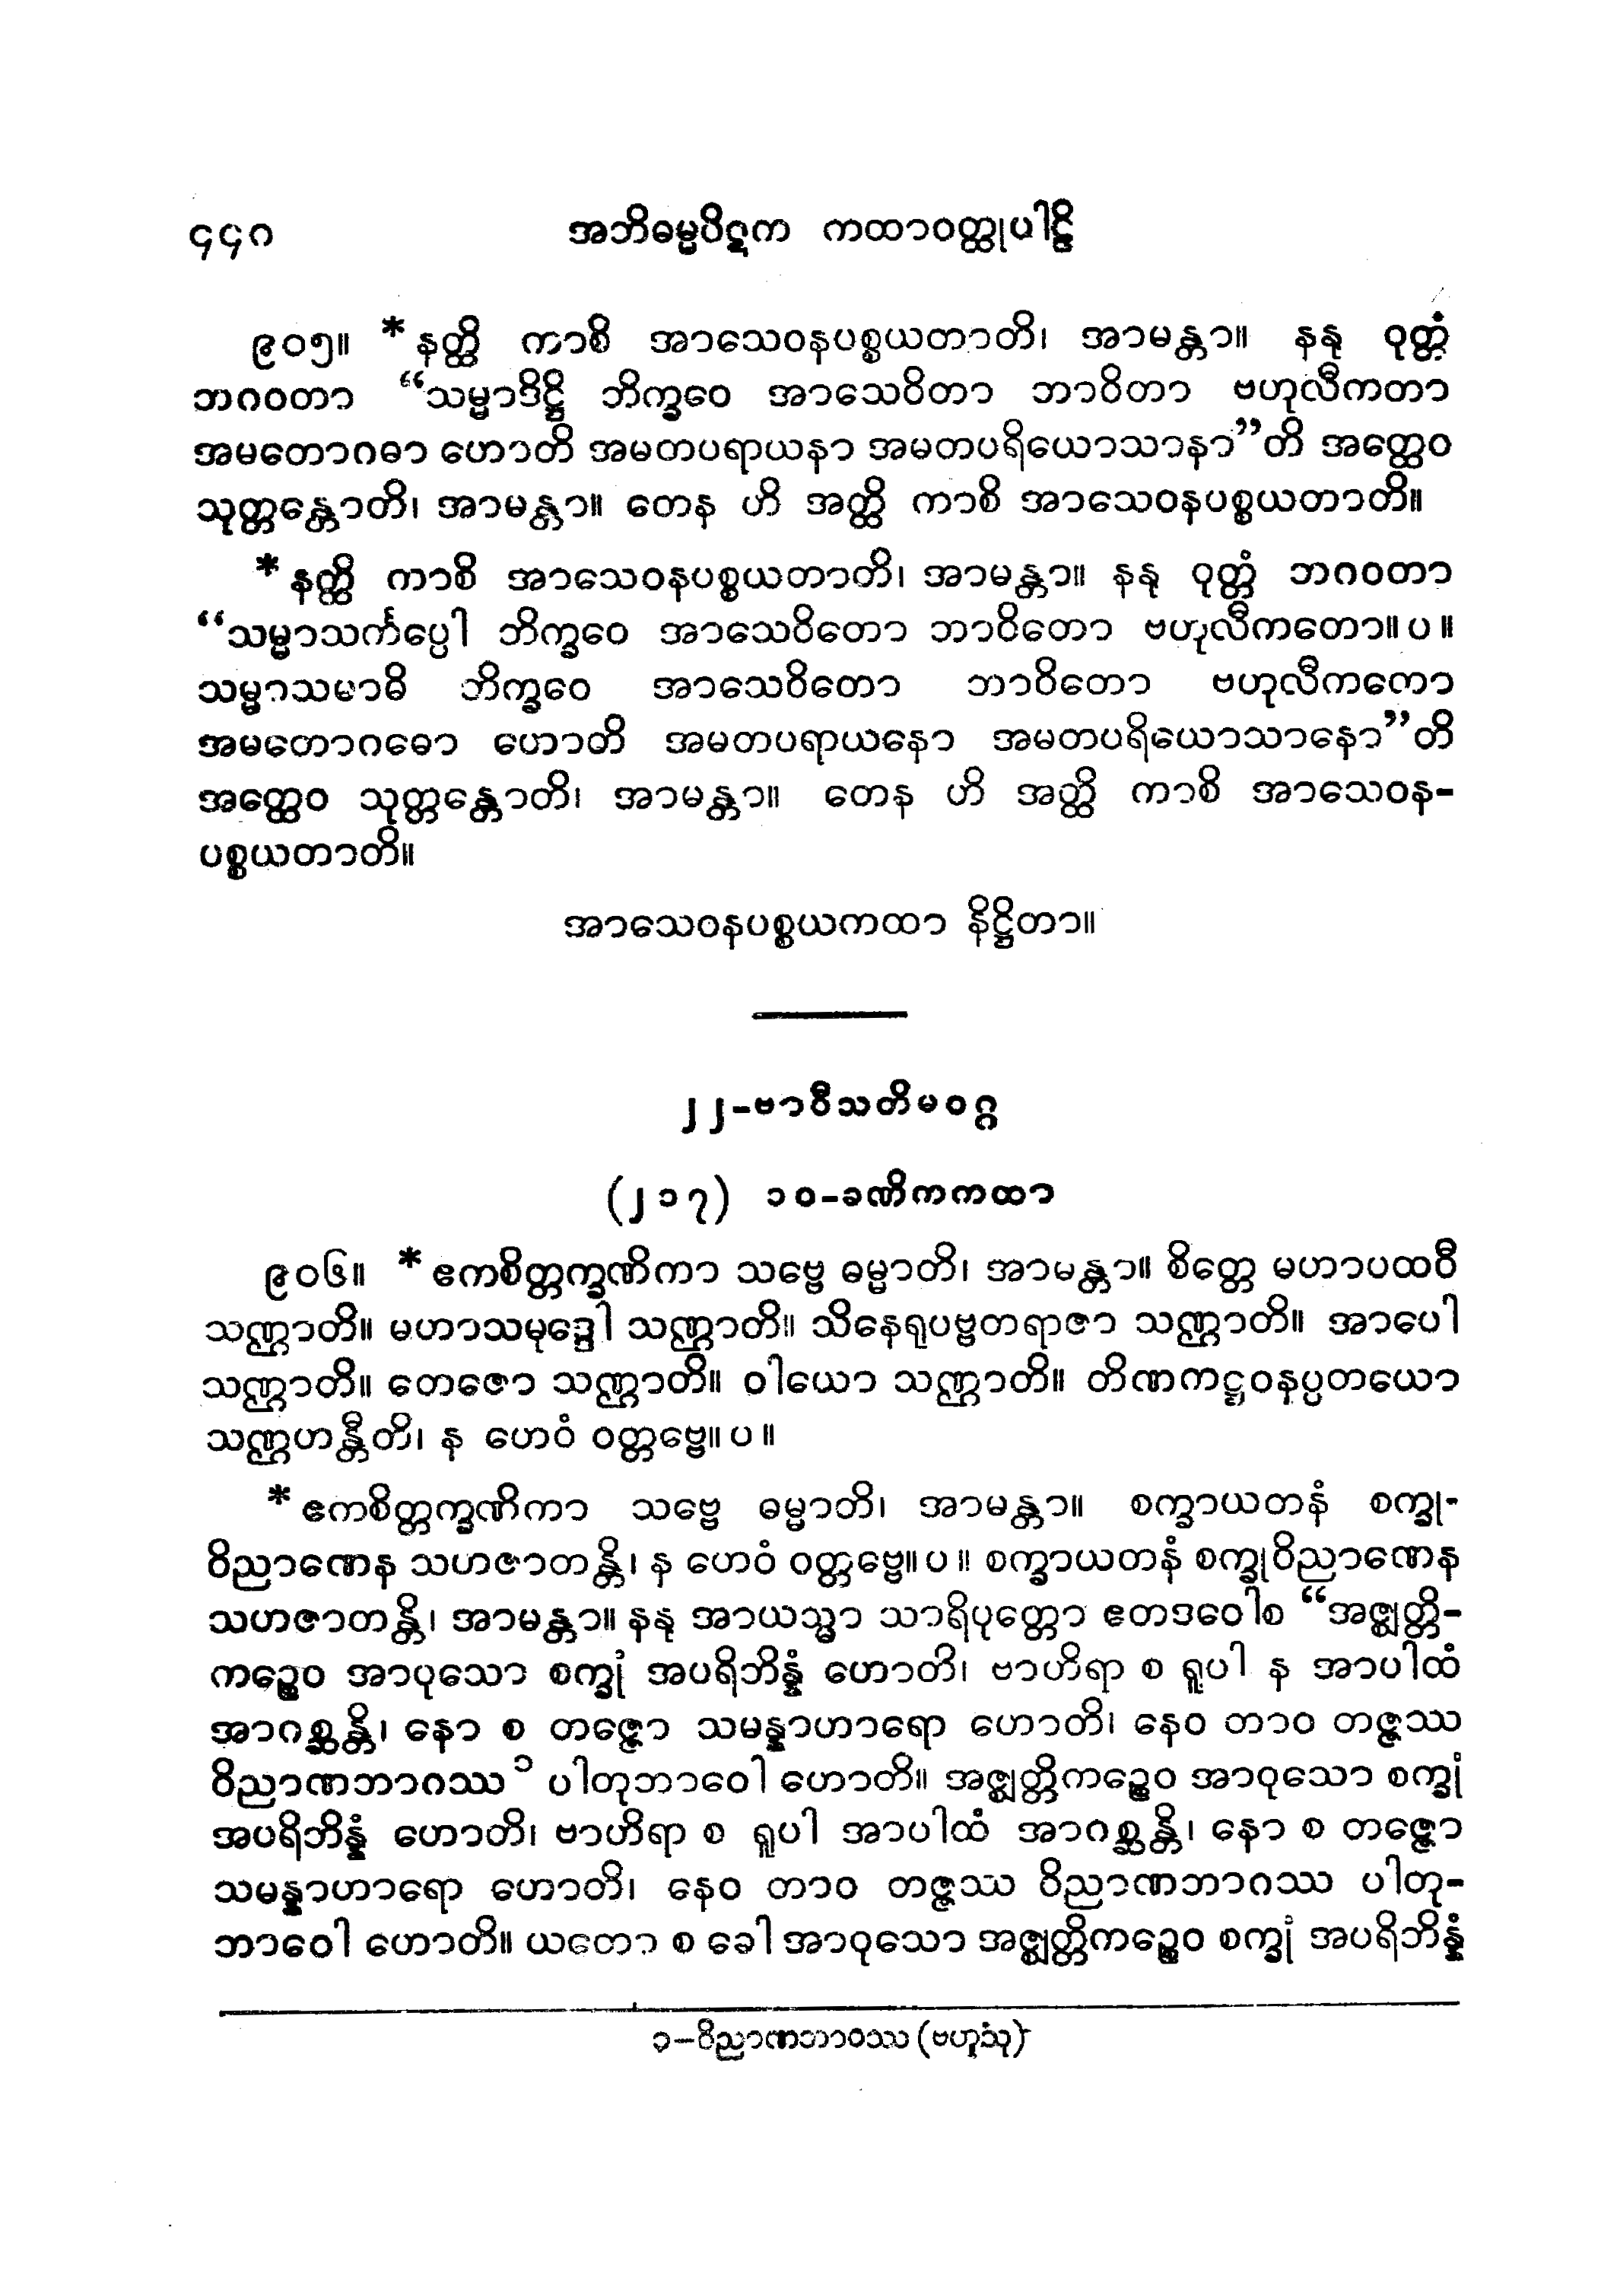 ၄၄၈ အဘိဓမ္မပိဋက ကထာဝတ္ထုပါဠိ
၉၀၅။ *နတ္ထိ ကာစိ အာသေဝနပစ္စယတာတိ၊ အာမန္တာ။ နနု ဝုတ္တံ
ဘဂဝတာ “သမ္မာဒိဋ္ဌိ ဘိက္ခဝေ အာသေဝိတာ ဘာဝိတာ ဗဟုလီကတာ
အမတောဂဓာ ဟောတိ အမတပရာယနာ အမတပရိယောသာနာ”တိ အတ္ထေဝ
သုတ္တန္တောတိ၊ အာမန္တာ။ တေန ဟိ အတ္ထိ ကာစိ အာသေဝနပစ္စယတာတိ။
*နတ္ထိ ကာစိ အာသေဝနပစ္စယတာတိ၊ အာမန္တာ။ နနု ဝုတ္တံ ဘဂဝတာ
“သမ္မာသင်္ကပ္ပေါ ဘိက္ခဝေ အာသေဝိတော ဘာဝိတော ဗဟုလီကတော။ပ။
သမ္မာသမာဓိ ဘိက္ခဝေ အာသေဝိတော ဘာဝိတော ဗဟုလီကတော
အမတောဂဓော ဟောတိ အမတပရာယနော အမတပရိယောသာနော”တိ
အတ္ထေဝ သုတ္တန္တောတိ၊ အာမန္တာ။ တေန ဟိ အတ္ထိ ကာစိ အာသေဝန-
ပစ္စယတာတိ။
အာသေဝနပစ္စယကထာ နိဋ္ဌိတာ။
၂၂-ဗာဝီသတိမဝဂ္ဂ
(၂၁၇) ၁၀-ခဏိကကထာ
၉၀၆။ *ဧကစိတ္တက္ခဏိကာ သဗ္ဗေ ဓမ္မာတိ၊ အာမန္တာ။ စိတ္တေ မဟာပထဝီ
သဏ္ဌာတိ။ မဟာသမုဒ္ဒေါ သဏ္ဌာတိ။ သိနေရုပဗ္ဗတရာဇာ သဏ္ဌာတိ။ အာပေါ
သဏ္ဌာတိ။ တေဇော သဏ္ဌာတိ။ ဝါယော သဏ္ဌာတိ။ တိဏကဋ္ဌဝနပ္ပတယော
သဏ္ဌဟန္တီတိ၊ န ဟေဝံ ဝတ္တဗ္ဗေ။ပ။
*ဧကစိတ္တက္ခဏိကာ သဗ္ဗေ ဓမ္မာတိ၊ အာမန္တာ။ စက္ခာယတနံ စက္ခု-
ဝိညာဏေန သဟဇာတန္တိ၊ န ဟေဝံ ဝတ္တဗ္ဗေ။ပ။ စက္ခာယတနံ စက္ခုဝိညာဏေန
သဟဇာတန္တိ၊ အာမန္တာ။ နနု အာယသ္မာ သာရိပုတ္တော ဧတဒဝေါစ “အဇ္ဈတ္တိ-
ကဉ္စေဝ အာဝုသော စက္ခုံ အပရိဘိန္နံ ဟောတိ၊ ဗာဟိရာ စ ရူပါ န အာပါထံ
အာဂစ္ဆန္တိ၊ နော စ တဇ္ဇော သမန္နာဟာရော ဟောတိ၊ နေဝ တာဝ တဇ္ဇဿ
ဝိညာဏဘာဂဿ ၁ ပါတုဘာဝေါ ဟောတိ။ အဇ္ဈတ္တိကဉ္စေဝ အာဝုသော စက္ခုံ
အပရိဘိန္နံ ဟောတိ၊ ဗာဟိရာ စ ရူပါ အာပါထံ အာဂစ္ဆန္တိ၊ နော စ တဇ္ဇော
သမန္နာဟာရော ဟောတိ၊ နေဝ တာဝ တဇ္ဇဿ ဝိညာဏဘာဂဿ ပါတု-
ဘာဝေါ ဟောတိ။ ယတော စ ခေါ အာဝုသော အဇ္ဈတ္တိကဉ္စေဝ စက္ခုံ အပရိဘိန္နံ
၁-ဝိညာဏဘာဝဿ (ဗဟူသု)